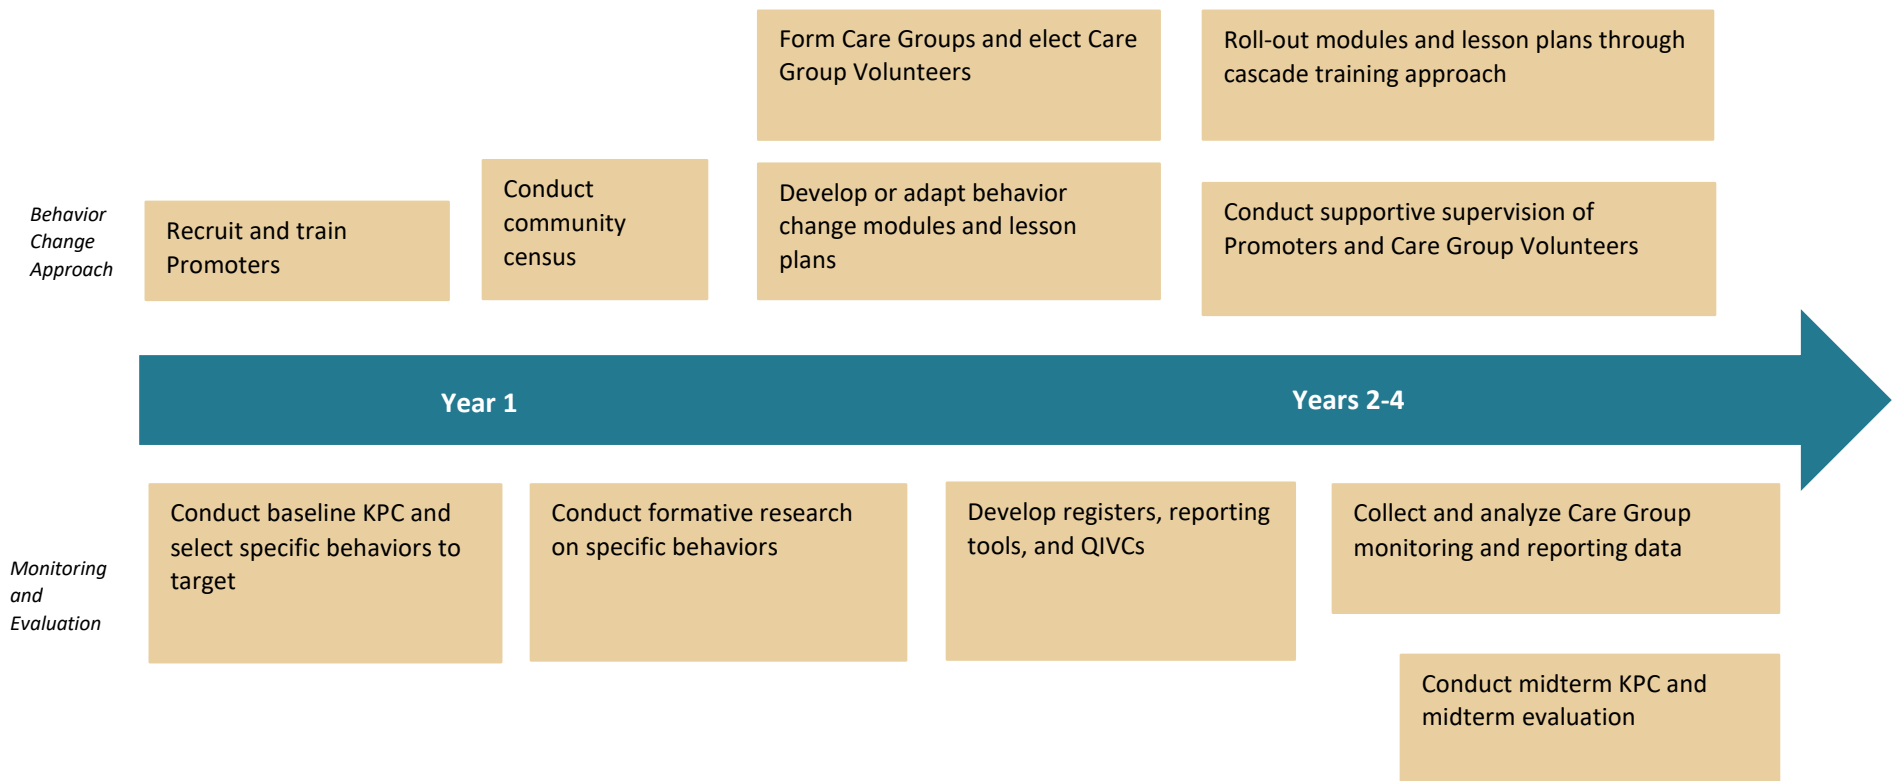 Form Care Groups and elect Care
Group Volunteers
Roll-out modules and lesson plans through
cascade training approach
Behavior
Change
Approach
Recruit and train
Promoters
Conduct
community
census
Develop or adapt behavior
change modules and lesson
plans
Conduct supportive supervision of
Promoters and Care Group Volunteers
Year 1
Years 2-4
Monitoring
and
Evaluation
Conduct baseline KPC and
select specific behaviors to
target
Conduct formative research
on specific behaviors
Develop registers, reporting
tools, and QIVCs
Collect and analyze Care Group
monitoring and reporting data
Conduct midterm KPC and
midterm evaluation